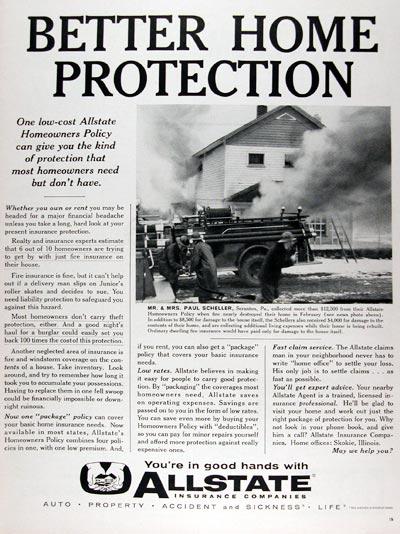 BETTER HOME
PROTECTION
One low-cost Allstate
Homeowners Policy
can give you the kind
of protection that
most homeowners need
but don't have.
Whether you own or rent you may be
headed for a major financial headache
unless you take a long, hard look at your
present insurance protection.
Realty and insurance experts estimate
that 6 out of 10 homeowners are trying
to get by with just fire insurance on
their house.
Fire insurance is fine, but it can't help
out if a delivery man slips on Junior's
roller skates and decides to sue. You
need liability protection to safeguard you
against this hazard.
Most homeowners don't carry theft
protection, either. And a good night's
haul for a burglar could easily set you
back 100 times the cost of this protection.
Another neglected area of insurance is
fire and windstorm coverage on the con-
tents of a house. Take inventory. Look
around, and try to remember how long it
took you to accumulate your possessions.
Having to replace them in one fell swoop
could be financially impossible or down-
right ruinous.
Now one "package" policy can cover
your basic home insurance needs. Now
available in most states, Allstate's
Homeowners Policy combines four poli-
cies in one, with one premium. And,
MR. & MRS. PAUL SCHELLER, Scranton, Pa., collected more than $12,500 from their Allstate
Homeowners Policy when fire nearly destroyed their home in February (see news photo above).
In addition to $8,500 for damage to the house itself, the Schellers also received $4,000 for damage to the
contents of their home, and are collecting additional living expenses while their home is being rebuilt.
Ordinary dwelling fire insurance would have paid only for damage to the house itself.
if you rent, you can also get a "package"
policy that covers your basic insurance
needs.
Low rates. Allstate believes in making
it easy for people to carry good protec-
tion. By "packaging" the coverages most
homeowners need, Allstate saves
on operating expenses. Savings are
passed on to you in the form of low rates.
You can save even more by buying your
Homeowners Policy with "deductibles",
so you can pay for minor repairs yourself
and afford more protection against really
expensive ones.
Fast claim service. The Allstate claims
man in your neighborhood never has to
write "home office" to settle your loss.
His only job is to settle claims . . . as
fast as possible.
You'll get expert advice. Your nearby
Allstate Agent is a trained, licensed in-
surance professional. He'll be glad to
visit your home and work out just the
right package of protection for you. Why
not look in your phone book, and give
him a call? Allstate Insurance Compa-
nies. Home offices: Skokie, Illinois.
May we help you?
You're in good hands with
ALLSTATE®
INSURANCE COMPANIES
AUTO · PROPERTY · ACCIDENT and SICKNESS · LIFE